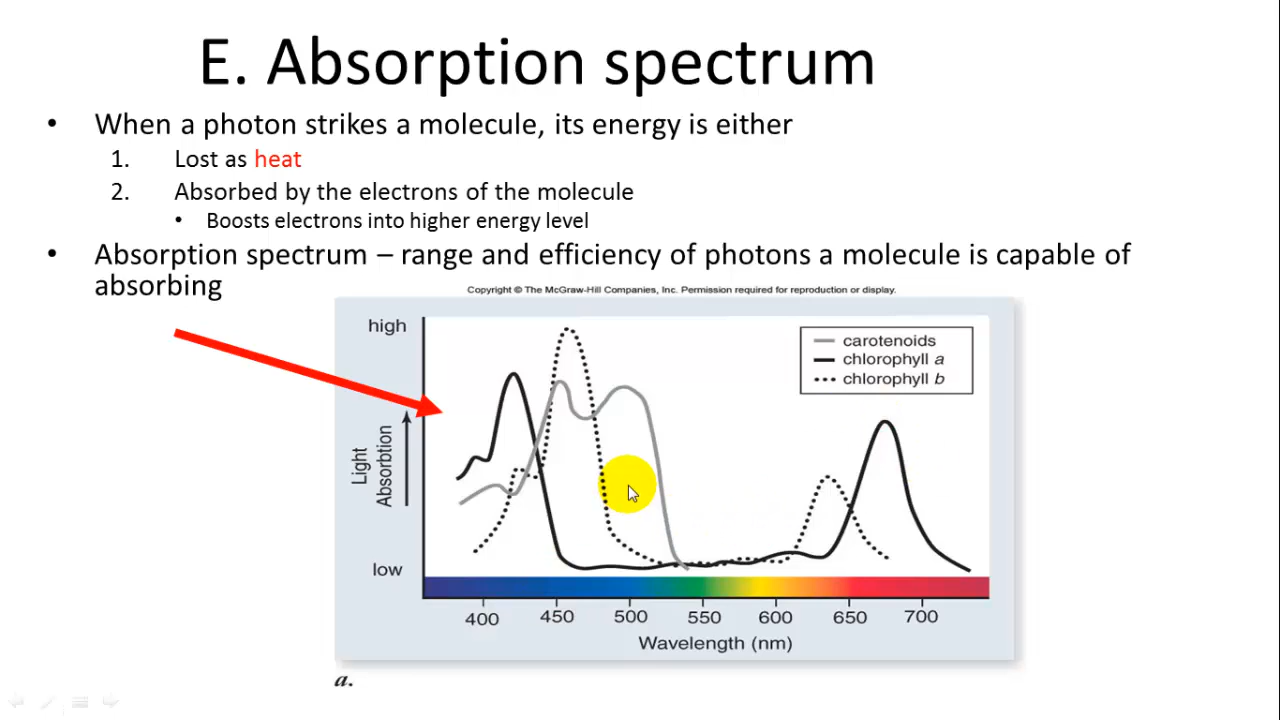 E. Absorption spectrum
• When a photon strikes a molecule, its energy is either
1. Lost as heat
2. Absorbed by the electrons of the molecule
• Boosts electrons into higher energy level
• Absorption spectrum – range and efficiency of photons a molecule is capable of
absorbing
Copyright © The McGraw-Hill Companies, Inc. Permission required for reproduction or display.
high
Light
Absorbtion
low
carotenoids
chlorophyll a
chlorophyll b
400 450 500 550 600 650 700
Wavelength (nm)
a.